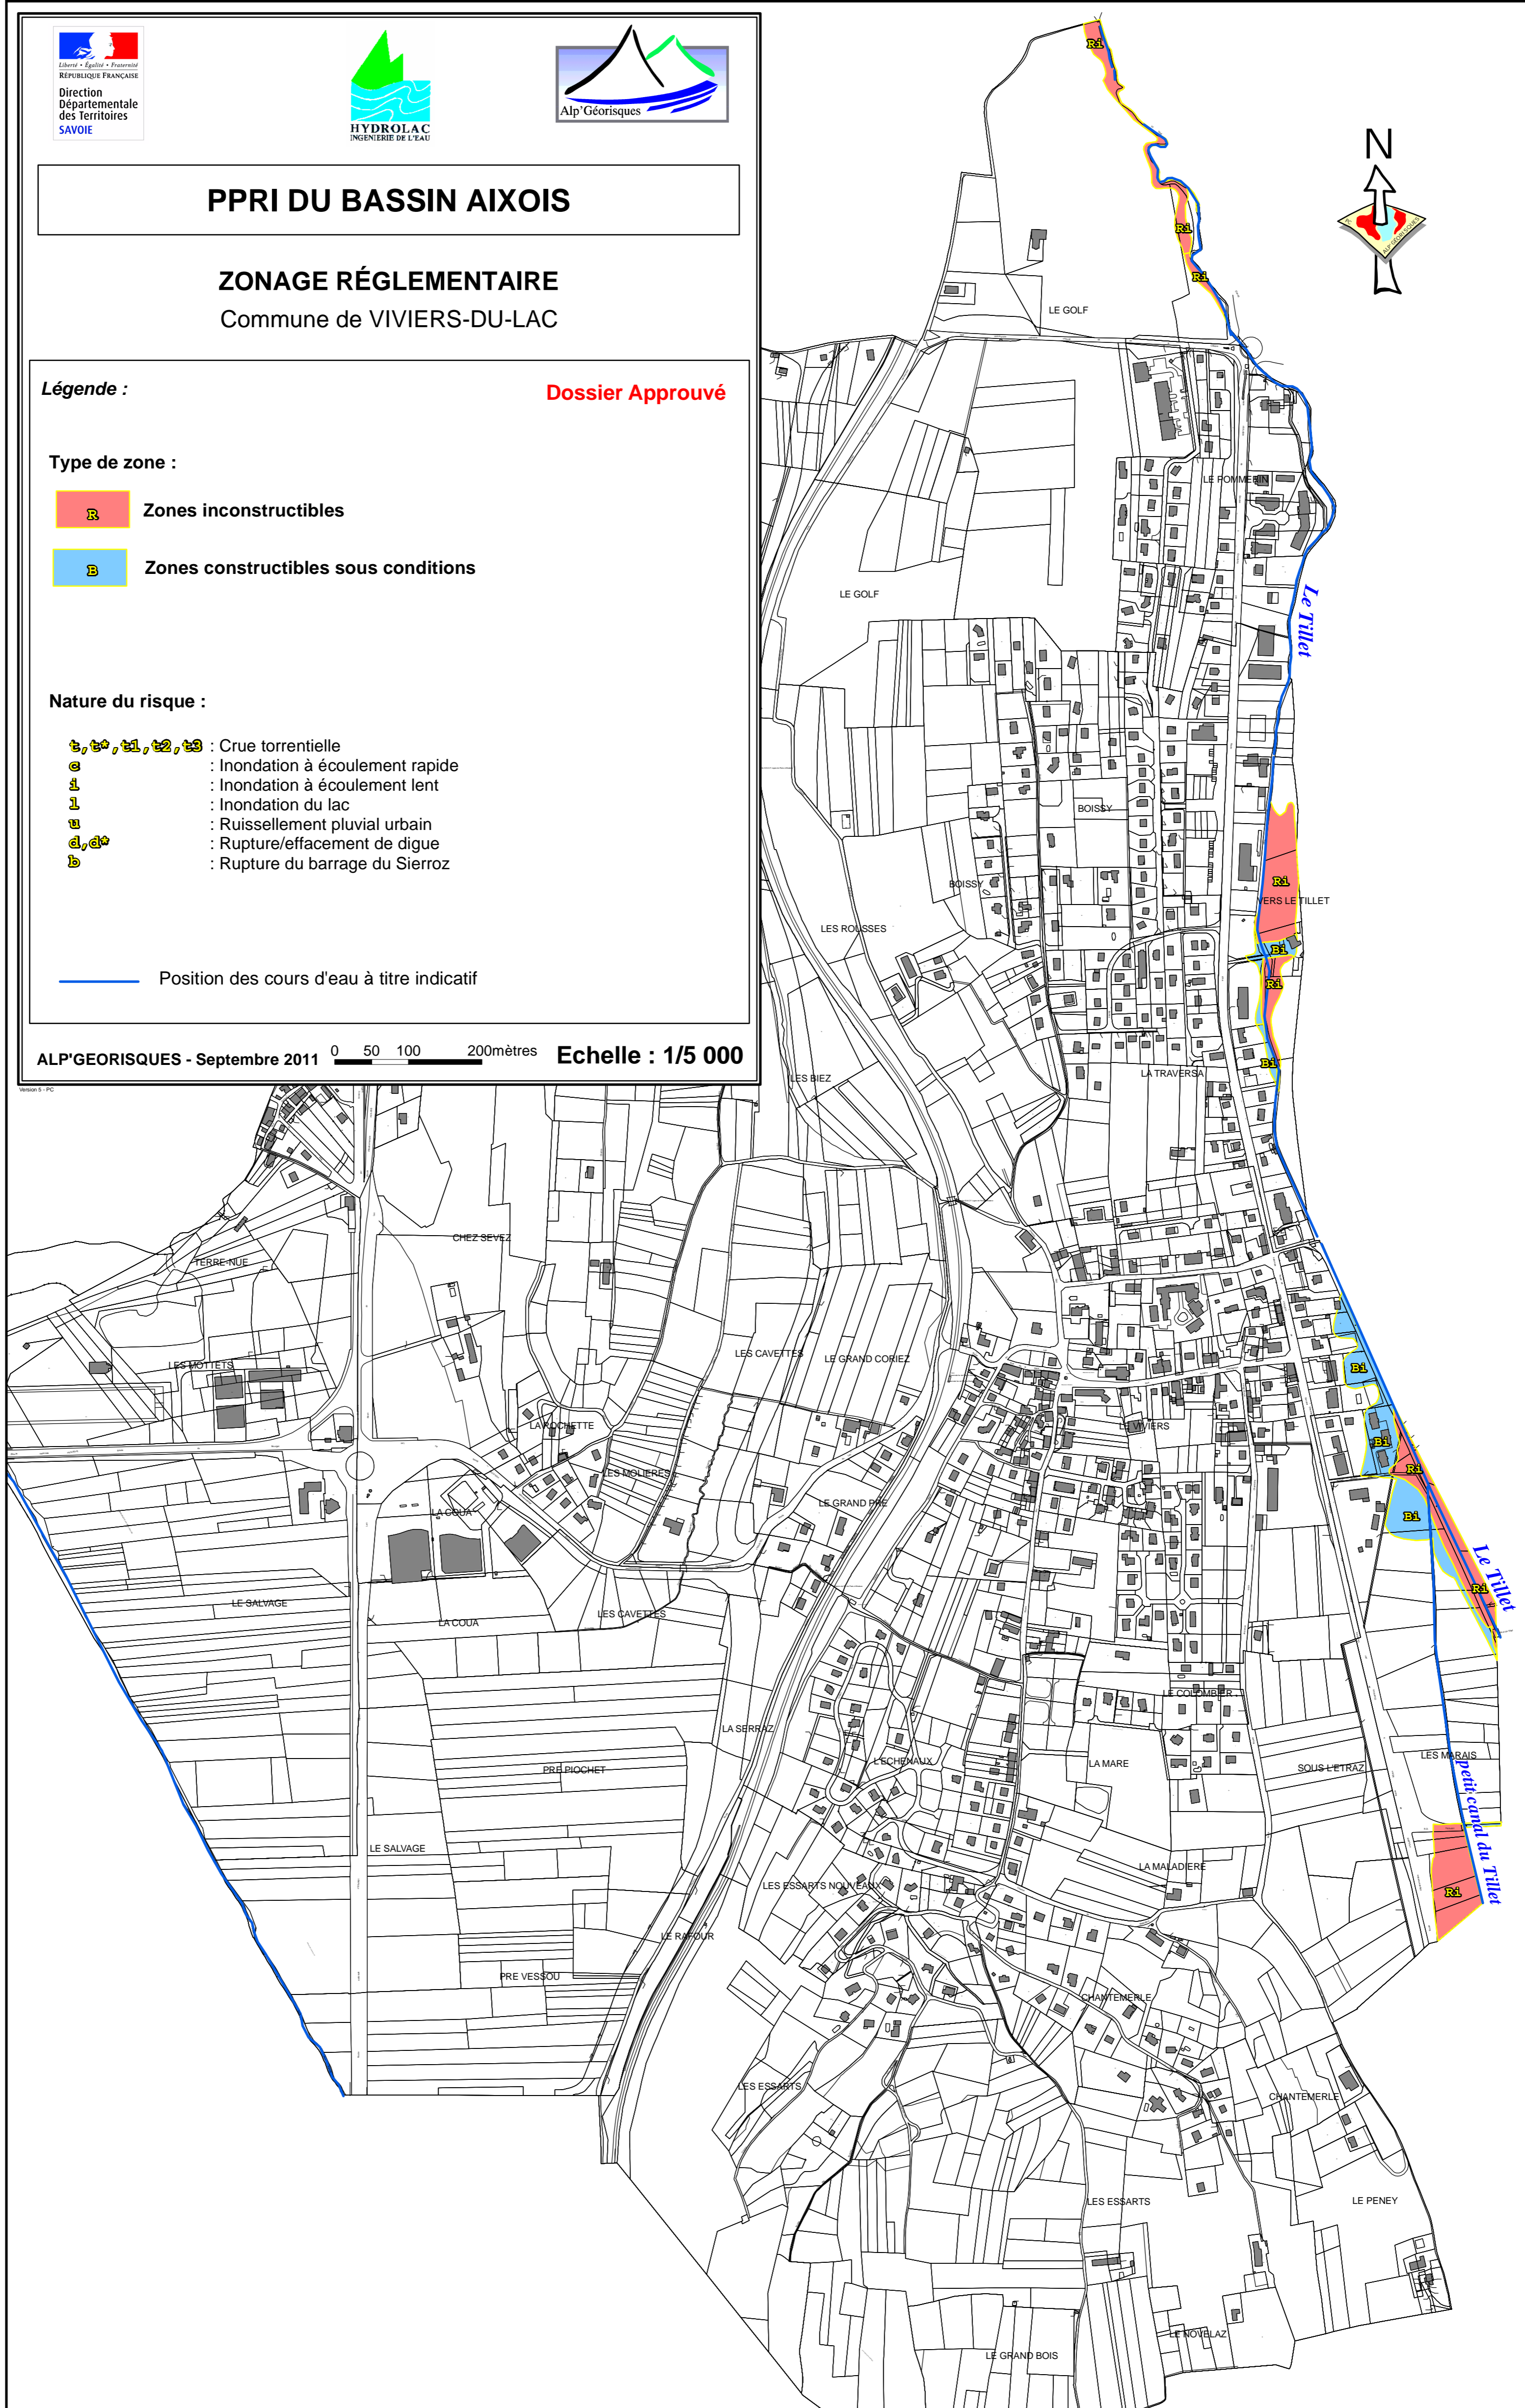 Liberté • Égalité • Fraternité
RÉPUBLIQUE FRANÇAISE
Direction
Départementale
des Territoires
SAVOIE
HYDROLAC
INGENIERIE DE L'EAU
Alp'Géorisques
PPRI DU BASSIN AIXOIS
ZONAGE RÉGLEMENTAIRE
Commune de VIVIERS-DU-LAC
Légende :
Dossier Approuvé
Type de zone :
R Zones inconstructibles
B Zones constructibles sous conditions
Nature du risque :
t,t*,t1,t2,t3 : Crue torrentielle
c : Inondation à écoulement rapide
i : Inondation à écoulement lent
l : Inondation du lac
u : Ruissellement pluvial urbain
d,d* : Rupture/effacement de digue
b : Rupture du barrage du Sierroz
Position des cours d'eau à titre indicatif
ALP'GEORISQUES - Septembre 2011
0 50 100 200mètres
Echelle : 1/5 000
Version 5 - PC
N
ALP GEORISQUES
Ri
Ri
Ri
LE GOLF
LE POMMERIN
LE GOLF
Le Tillet
BOISSY
BOISSY
Ri
VERS LE TILLET
LES ROUSSES
Bi
Ri
Bi
LA TRAVERSA
LES BIEZ
CHEZ SEVEZ
TERRE-NUE
LES MOTTETS
LES CAVETTES
LE GRAND CORIEZ
Bi
LA ROCHETTE
LE VIVIERS
Bi
Ri
LES MOLIERES
LE GRAND PRE
LA COUA
Bi
Le Tillet
Ri
LE SALVAGE
LA COUA
LES CAVETTES
LE COLOMBIER
LA SERRAZ
LES MARAIS
L'ECHENAUX
LA MARE
SOUS L'ETRAZ
PRE PIOCHET
petit canal du Tillet
LE SALVAGE
LA MALADIERE
LES ESSARTS NOUVEAUX
Ri
LE RAFOUR
PRE VESSOU
CHANTEMERLE
LES ESSARTS
CHANTEMERLE
LES ESSARTS
LE PENEY
LE NOVELAZ
LE GRAND BOIS